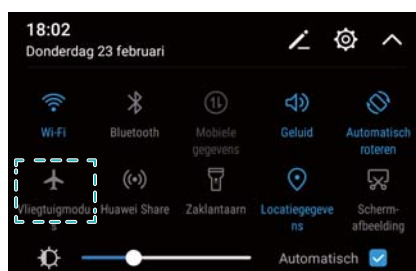 18:02
Donderdag 23 februari
Wi-Fi
Bluetooth
Mobiele
gegevens
Geluid
Automatisch
roteren
Vliegtuigmodu
s
Huawei Share
Zaklantaarn
Locatiegegeve
ns
Scherm-
afbeelding
Automatisch